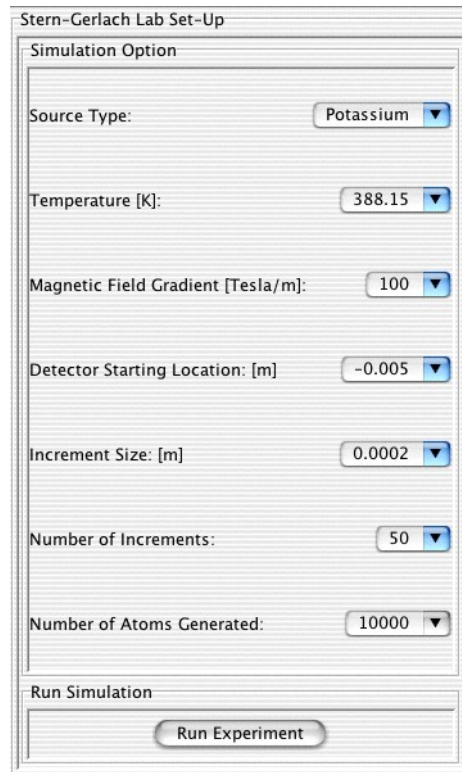 Stern-Gerlach Lab Set-Up
Simulation Option
Source Type: Potassium
Temperature [K]: 388.15
Magnetic Field Gradient [Tesla/m]: 100
Detector Starting Location: [m] -0.005
Increment Size: [m] 0.0002
Number of Increments: 50
Number of Atoms Generated: 10000
Run Simulation
Run Experiment